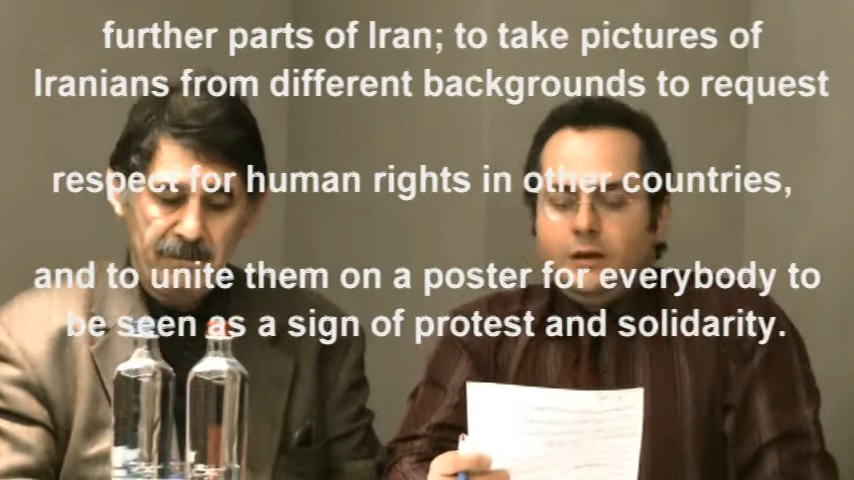 further parts of Iran; to take pictures of
Iranians from different backgrounds to request
respect for human rights in other countries,
and to unite them on a poster for everybody to
be seen as a sign of protest and solidarity.